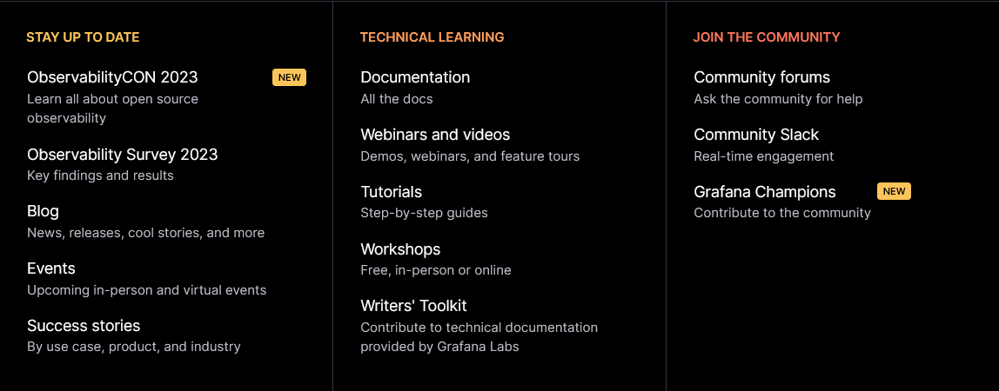 STAY UP TO DATE
ObservabilityCON 2023 NEW
Learn all about open source
observability
Observability Survey 2023
Key findings and results
Blog
News, releases, cool stories, and more
Events
Upcoming in-person and virtual events
Success stories
By use case, product, and industry
TECHNICAL LEARNING
Documentation
All the docs
Webinars and videos
Demos, webinars, and feature tours
Tutorials
Step-by-step guides
Workshops
Free, in-person or online
Writers' Toolkit
Contribute to technical documentation
provided by Grafana Labs
JOIN THE COMMUNITY
Community forums
Ask the community for help
Community Slack
Real-time engagement
Grafana Champions NEW
Contribute to the community